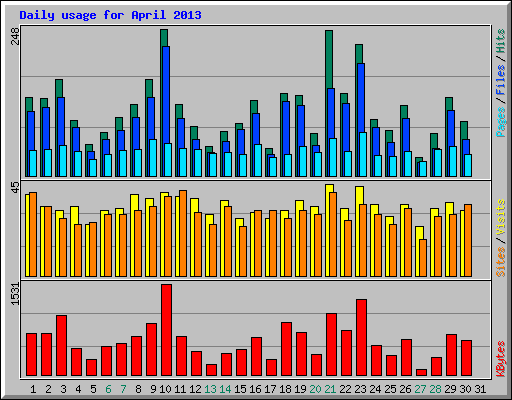 Daily usage for April 2013
248
Pages / Files / Hits
45
Sites / Visits
1531
KBytes
1 2 3 4 5 6 7 8 9 10 11 12 13 14 15 16 17 18 19 20 21 22 23 24 25 26 27 28 29 30 31